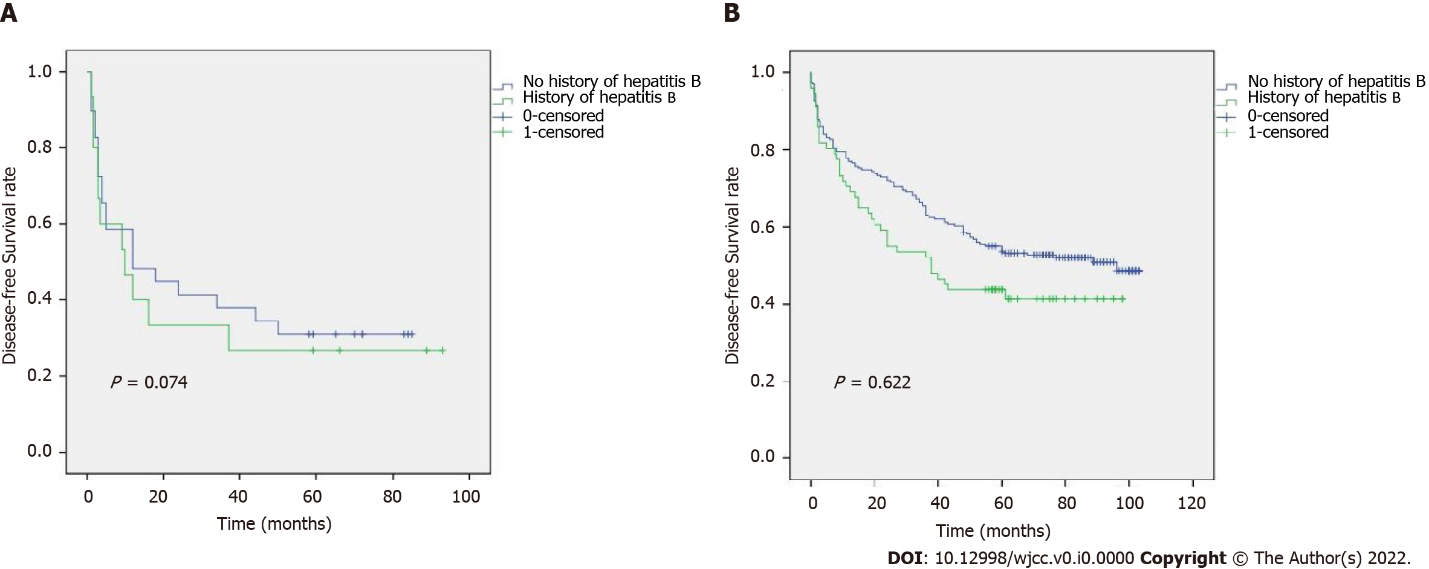 A
Disease-free Survival rate
1.0
0.8
0.6
0.4
0.2
0.0
P = 0.074
0 20 40 60 80 100
Time (months)
No history of hepatitis B
History of hepatitis B
0-censored
1-censored
B
Disease-free Survival rate
1.0
0.8
0.6
0.4
0.2
0.0
P = 0.622
0 20 40 60 80 100 120
Time (months)
No history of hepatitis B
History of hepatitis B
0-censored
1-censored
DOI: 10.12998/wjcc.v0.i0.0000 Copyright © The Author(s) 2022.